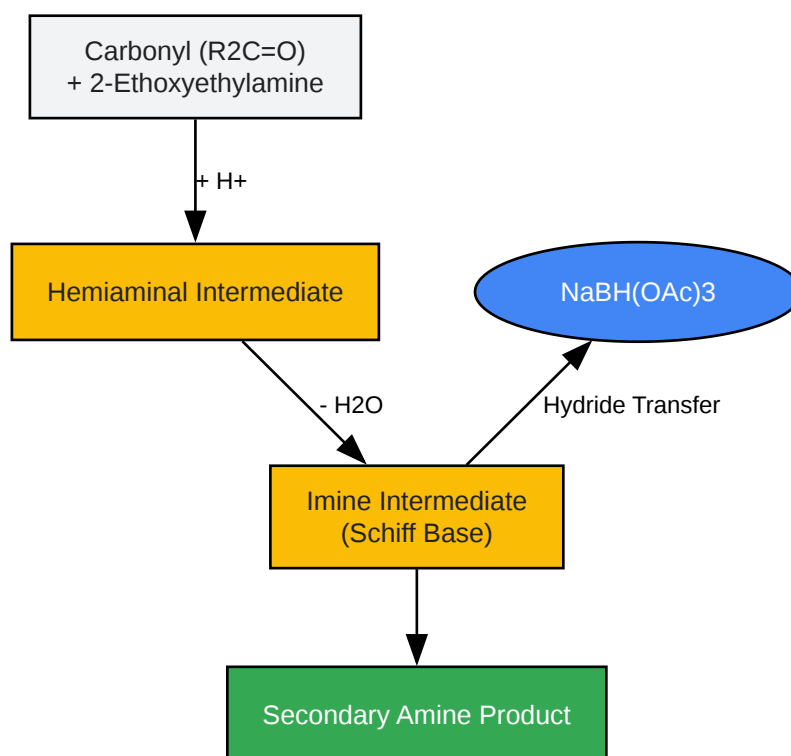 Carbonyl (R2C=O)
+ 2-Ethoxyethylamine
+ H+
Hemiaminal Intermediate
NaBH(OAc)3
- H2O
Hydride Transfer
Imine Intermediate
(Schiff Base)
Secondary Amine Product